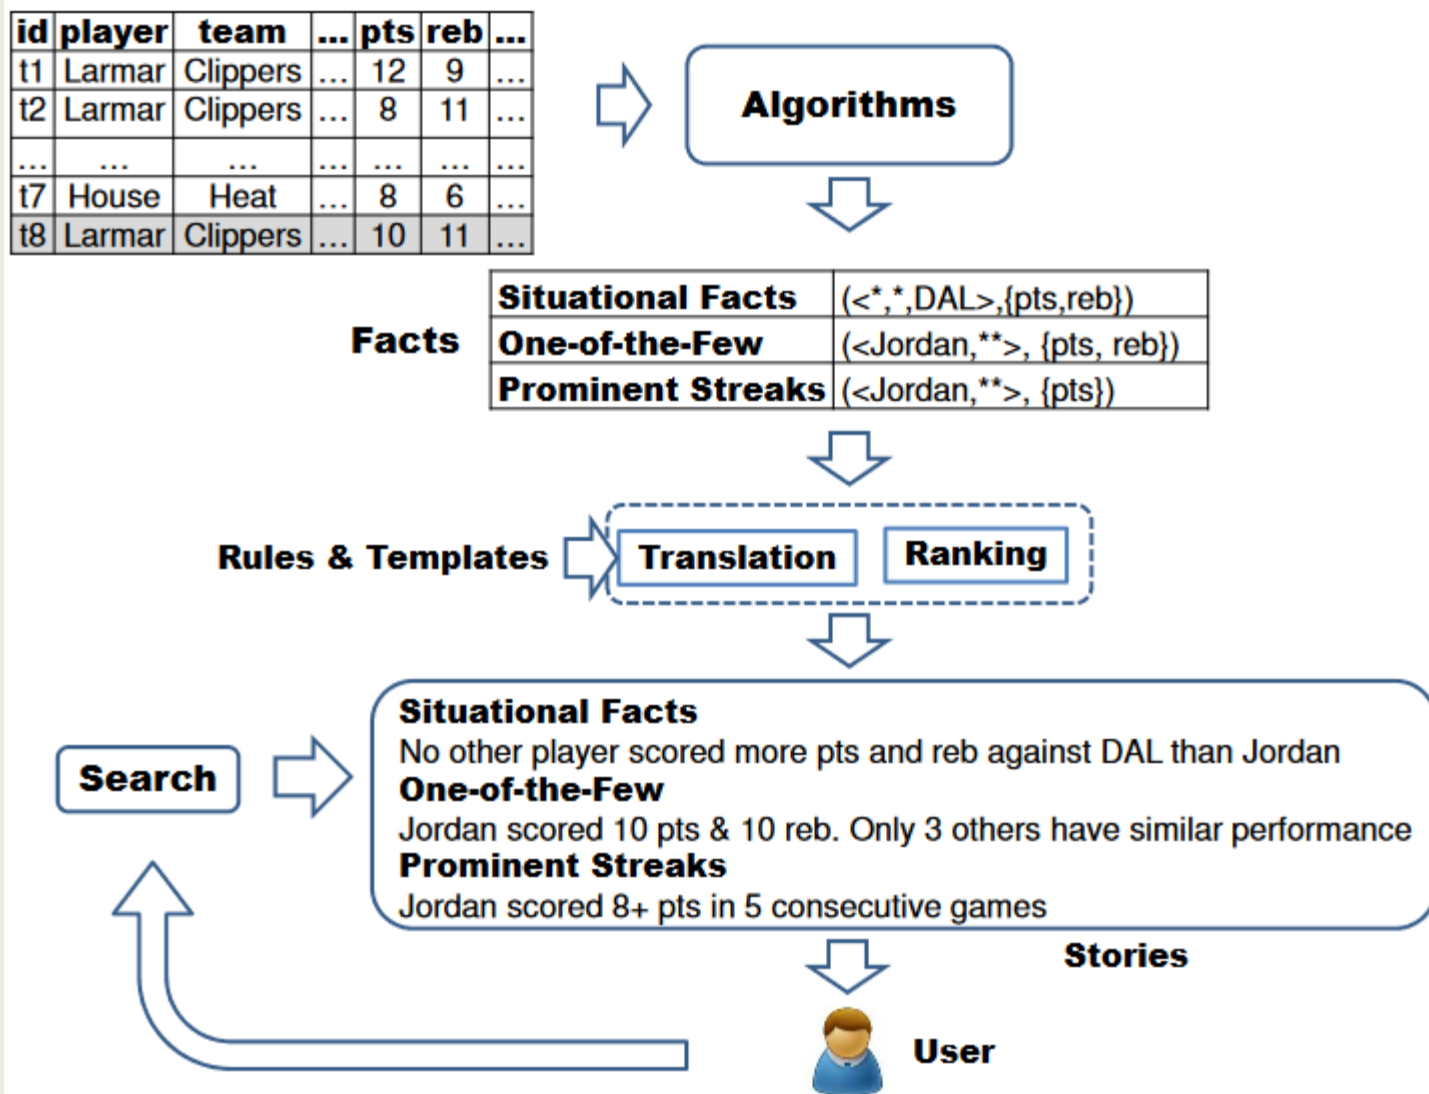 id player team ... pts reb ...
t1 Larmar Clippers ... 12 9 ...
t2 Larmar Clippers ... 8 11 ...
... ... ... ... ... ... ...
t7 House Heat ... 8 6 ...
t8 Larmar Clippers ... 10 11 ...
Algorithms
Facts
Situational Facts (<*,*,DAL>,{pts,reb})
One-of-the-Few (<Jordan,**>, {pts, reb})
Prominent Streaks (<Jordan,**>, {pts})
Rules & Templates
Translation
Ranking
Search
Situational Facts
No other player scored more pts and reb against DAL than Jordan
One-of-the-Few
Jordan scored 10 pts & 10 reb. Only 3 others have similar performance
Prominent Streaks
Jordan scored 8+ pts in 5 consecutive games
Stories
User